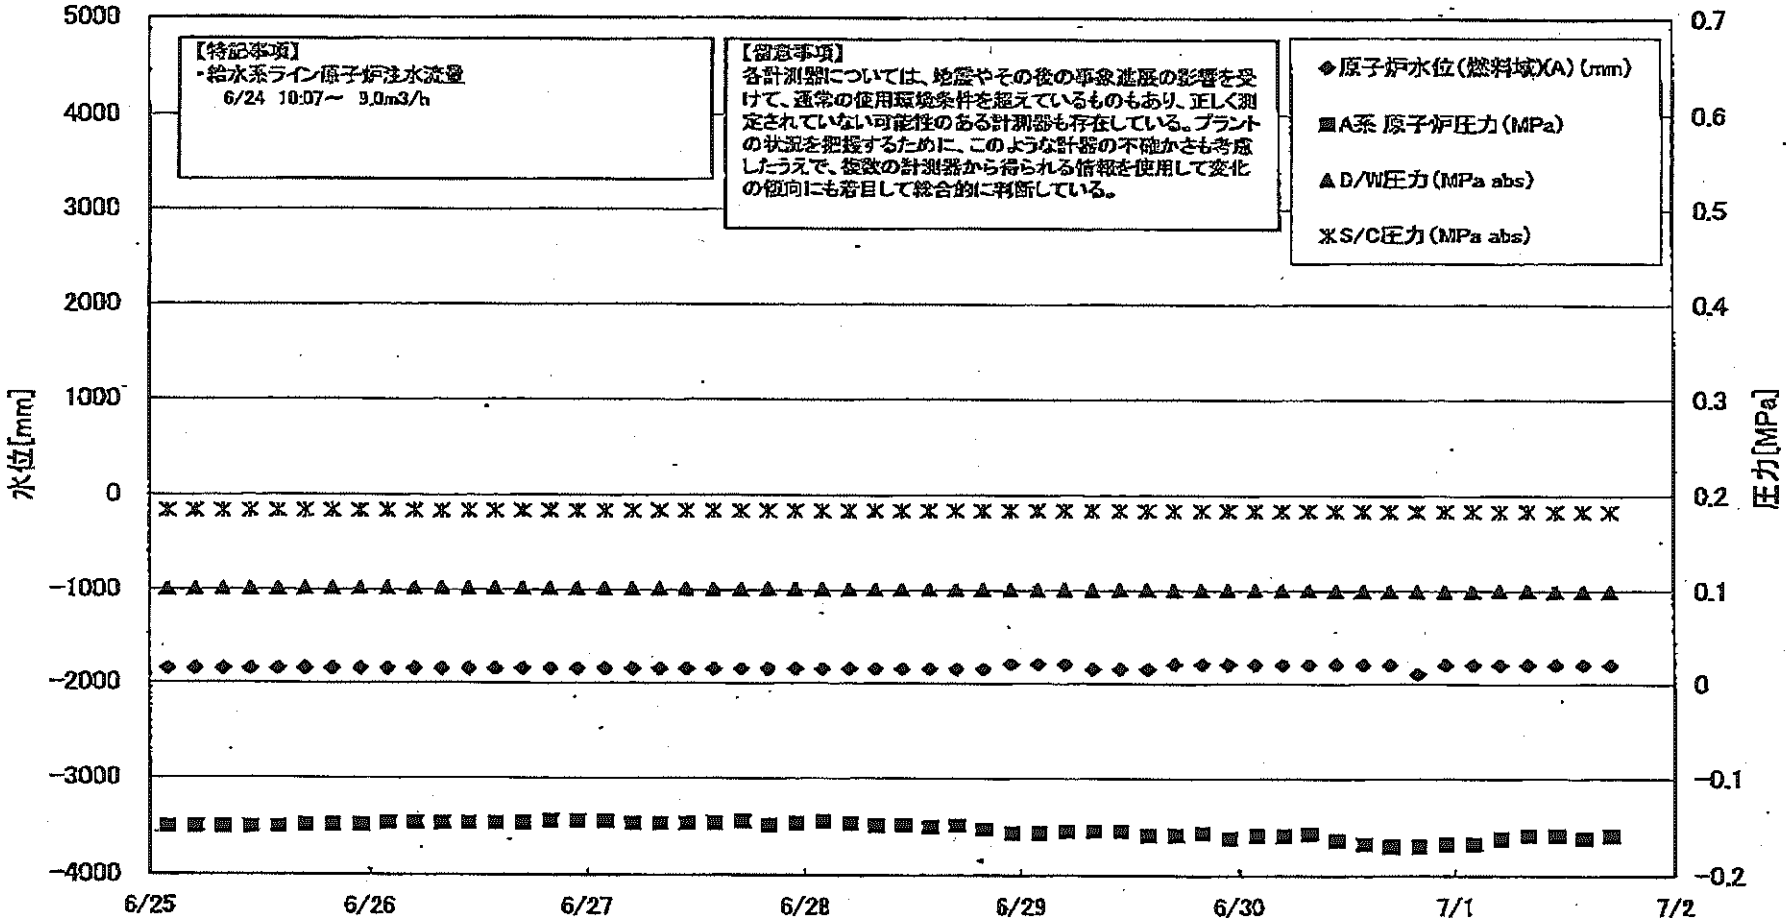 【特記事項】
・給水系ライン原子炉注水流量
6/24 10:07～ 9.0m3/h
【留意事項】
各計測器については、地震やその後の事象進展の影響を受
けて、通常の使用環境条件を超えているものもあり、正しく測
定されていない可能性のある計測器も存在している。プラント
の状況を把握するために、このような計器の不確かさも考慮
したうえで、複数の計測器から得られる情報を使用して変化
の傾向にも着目して総合的に判断している。
◆原子炉水位(燃料域)(A) (mm)
■A系 原子炉圧力(MPa)
▲D/W圧力(MPa abs)
※S/C圧力(MPa abs)
水位[mm]
5000
4000
3000
2000
1000
0
-1000
-2000
-3000
-4000
圧力[MPa]
0.7
0.6
0.5
0.4
0.3
0.2
0.1
0
-0.1
-0.2
6/25 6/26 6/27 6/28 6/29 6/30 7/1 7/2